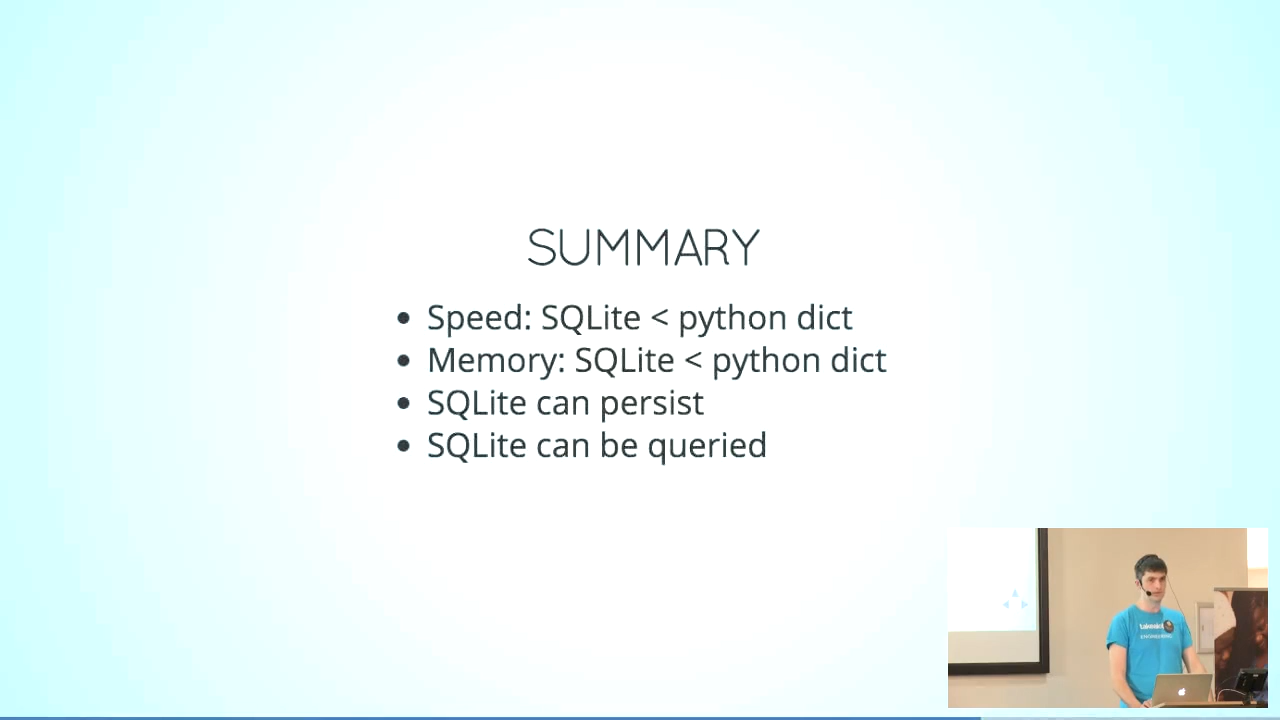 SUMMARY
Speed: SQLite < python dict
Memory: SQLite < python dict
SQLite can persist
SQLite can be queried